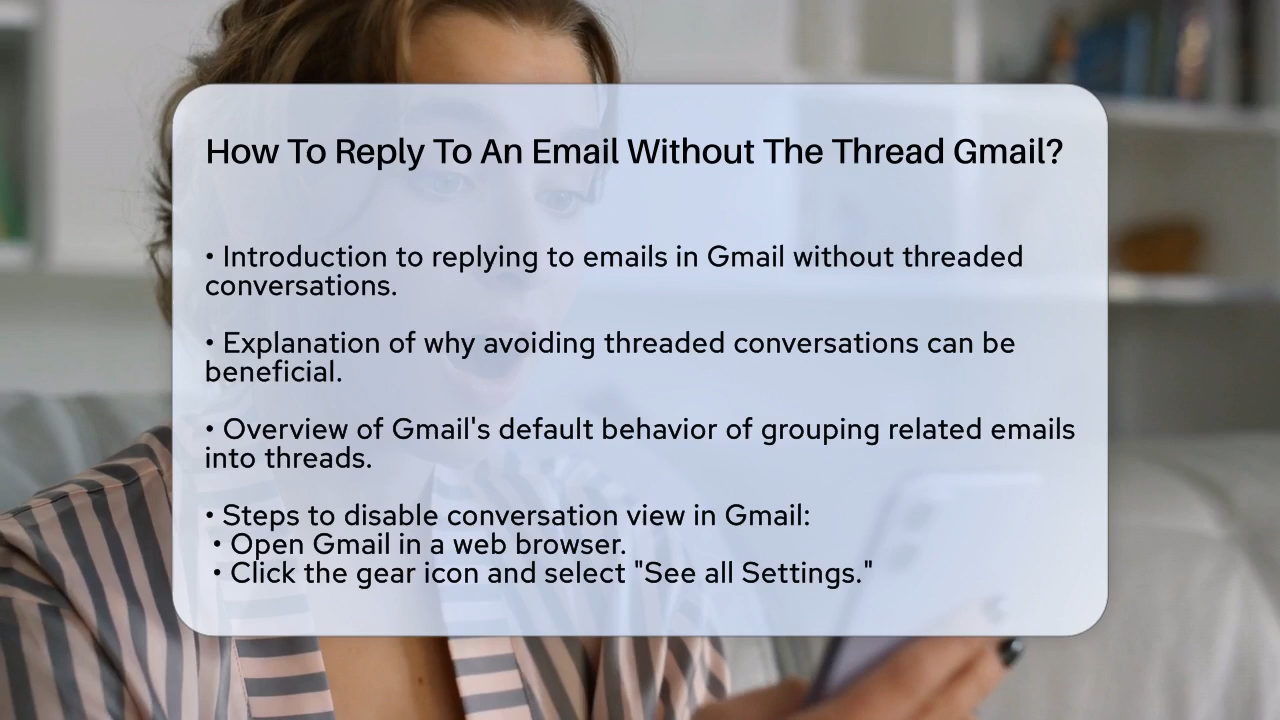 How To Reply To An Email Without The Thread Gmail?
• Introduction to replying to emails in Gmail without threaded
conversations.
• Explanation of why avoiding threaded conversations can be
beneficial.
• Overview of Gmail's default behavior of grouping related emails
into threads.
• Steps to disable conversation view in Gmail:
• Open Gmail in a web browser.
• Click the gear icon and select "See all Settings."